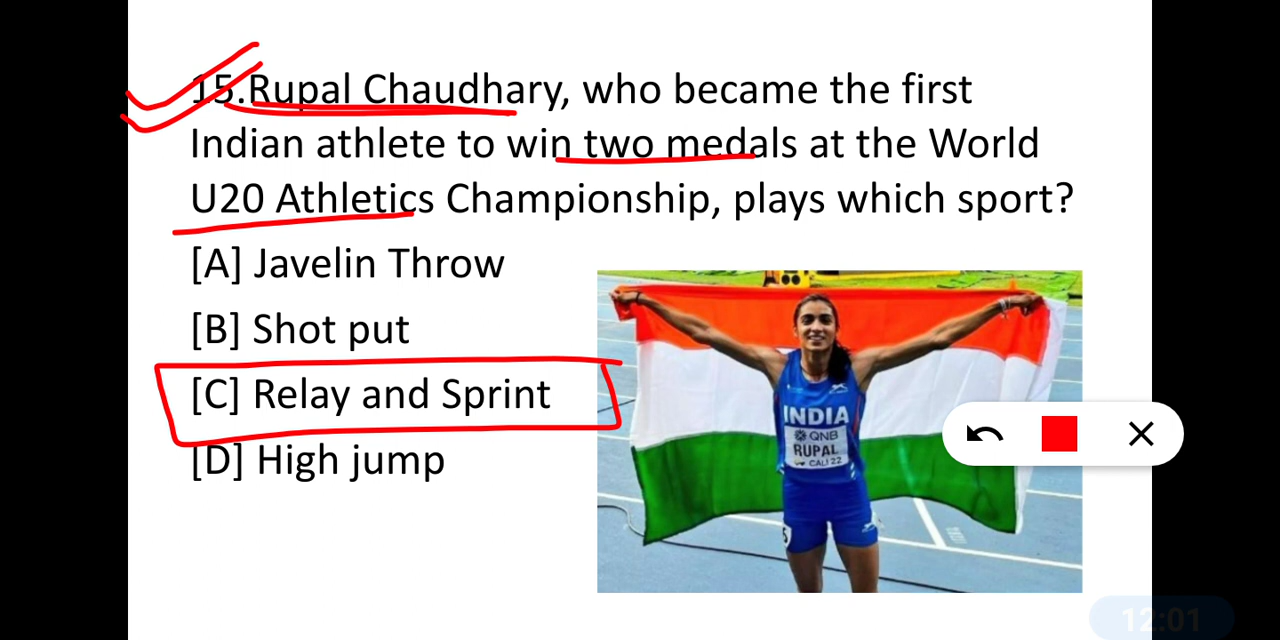 15.Rupal Chaudhary, who became the first
Indian athlete to win two medals at the World
U20 Athletics Championship, plays which sport?
[A] Javelin Throw
[B] Shot put
[C] Relay and Sprint
[D] High jump
INDIA
QNB
RUPAL
CALI 22
12:01